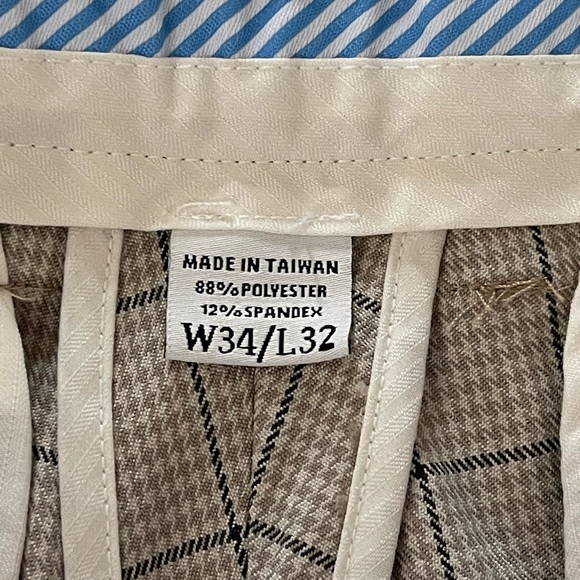 MADE IN TAIWAN
88%POLYESTER
12%SPANDEX
W34/L32